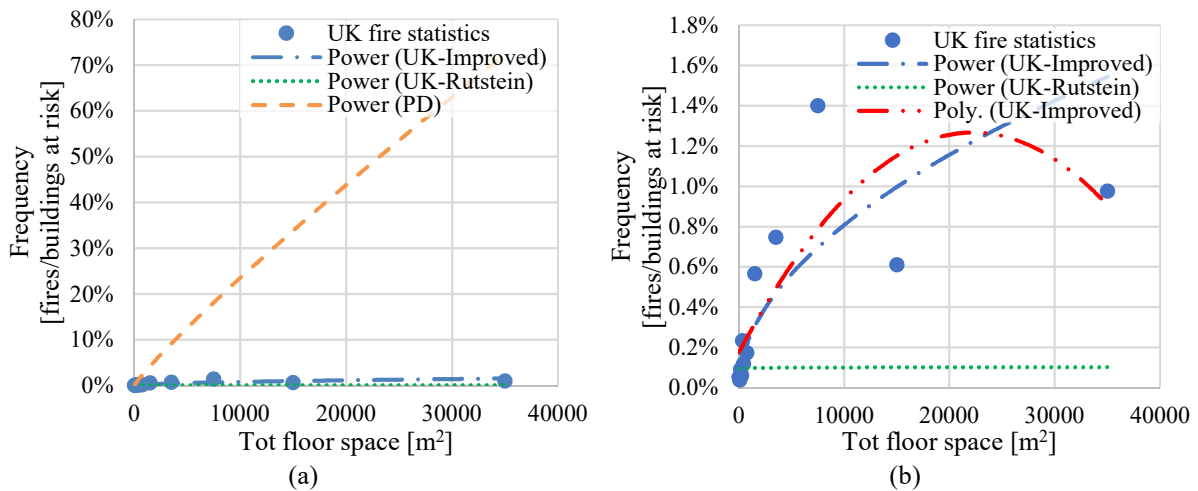 80%
70%
60%
50%
40%
30%
20%
10%
0%
Frequency
[fires/buildings at risk]
UK fire statistics
Power (UK-Improved)
Power (UK-Rutstein)
Power (PD)
0 10000 20000 30000 40000
Tot floor space [m²]
(a)
1.8%
1.6%
1.4%
1.2%
1.0%
0.8%
0.6%
0.4%
0.2%
0.0%
Frequency
[fires/buildings at risk]
UK fire statistics
Power (UK-Improved)
Power (UK-Rutstein)
Poly. (UK-Improved)
0 10000 20000 30000 40000
Tot floor space [m²]
(b)